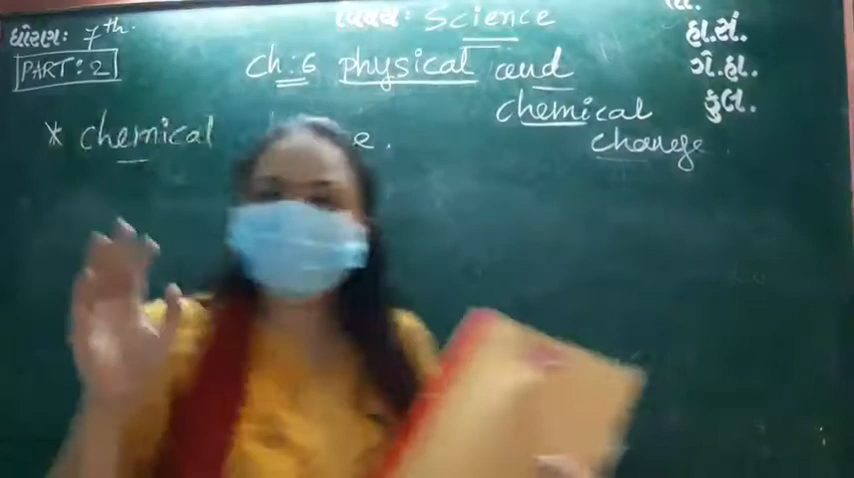 ધોરણ: 7th
વિષય: Science
PART: 2
Ch: 6 physical and
chemical
change
* chemical
હા.સં
ગો.હા.
કુલ.